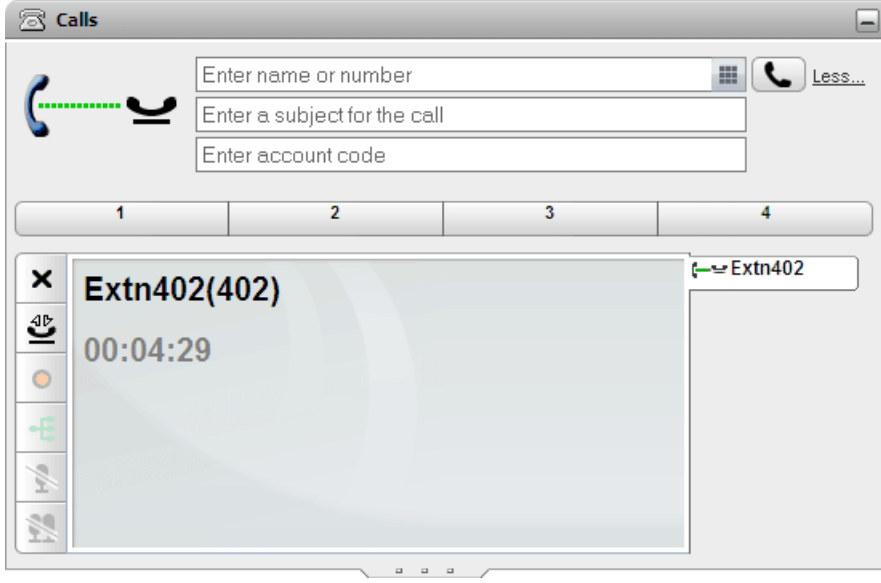 Calls
Enter name or number
Less...
Enter a subject for the call
Enter account code
1 2 3 4
Extn402(402)
Extn402
00:04:29